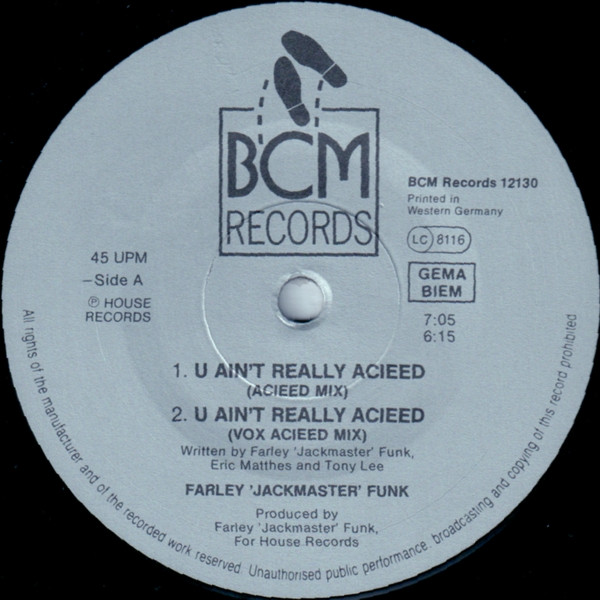 BCM
RECORDS
BCM Records 12130
Printed in
Western Germany
LC 8116
GEMA
BIEM
45 UPM
–Side A
Ⓟ HOUSE
RECORDS
7:05
6:15
1. U AIN'T REALLY ACIEED
(ACIEED MIX)
2. U AIN'T REALLY ACIEED
(VOX ACIEED MIX)
Written by Farley 'Jackmaster' Funk,
Eric Matthes and Tony Lee
FARLEY 'JACKMASTER' FUNK
Produced by
Farley 'Jackmaster' Funk,
For House Records
All rights of the manufacturer and of the recorded work reserved. Unauthorised public performance, broadcasting and copying of this record prohibited